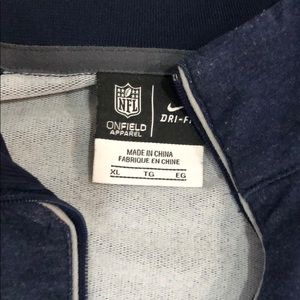 NFL
ONFIELD
APPAREL
DRI-FIT
MADE IN CHINA
FABRIQUE EN CHINE
XL TG EG